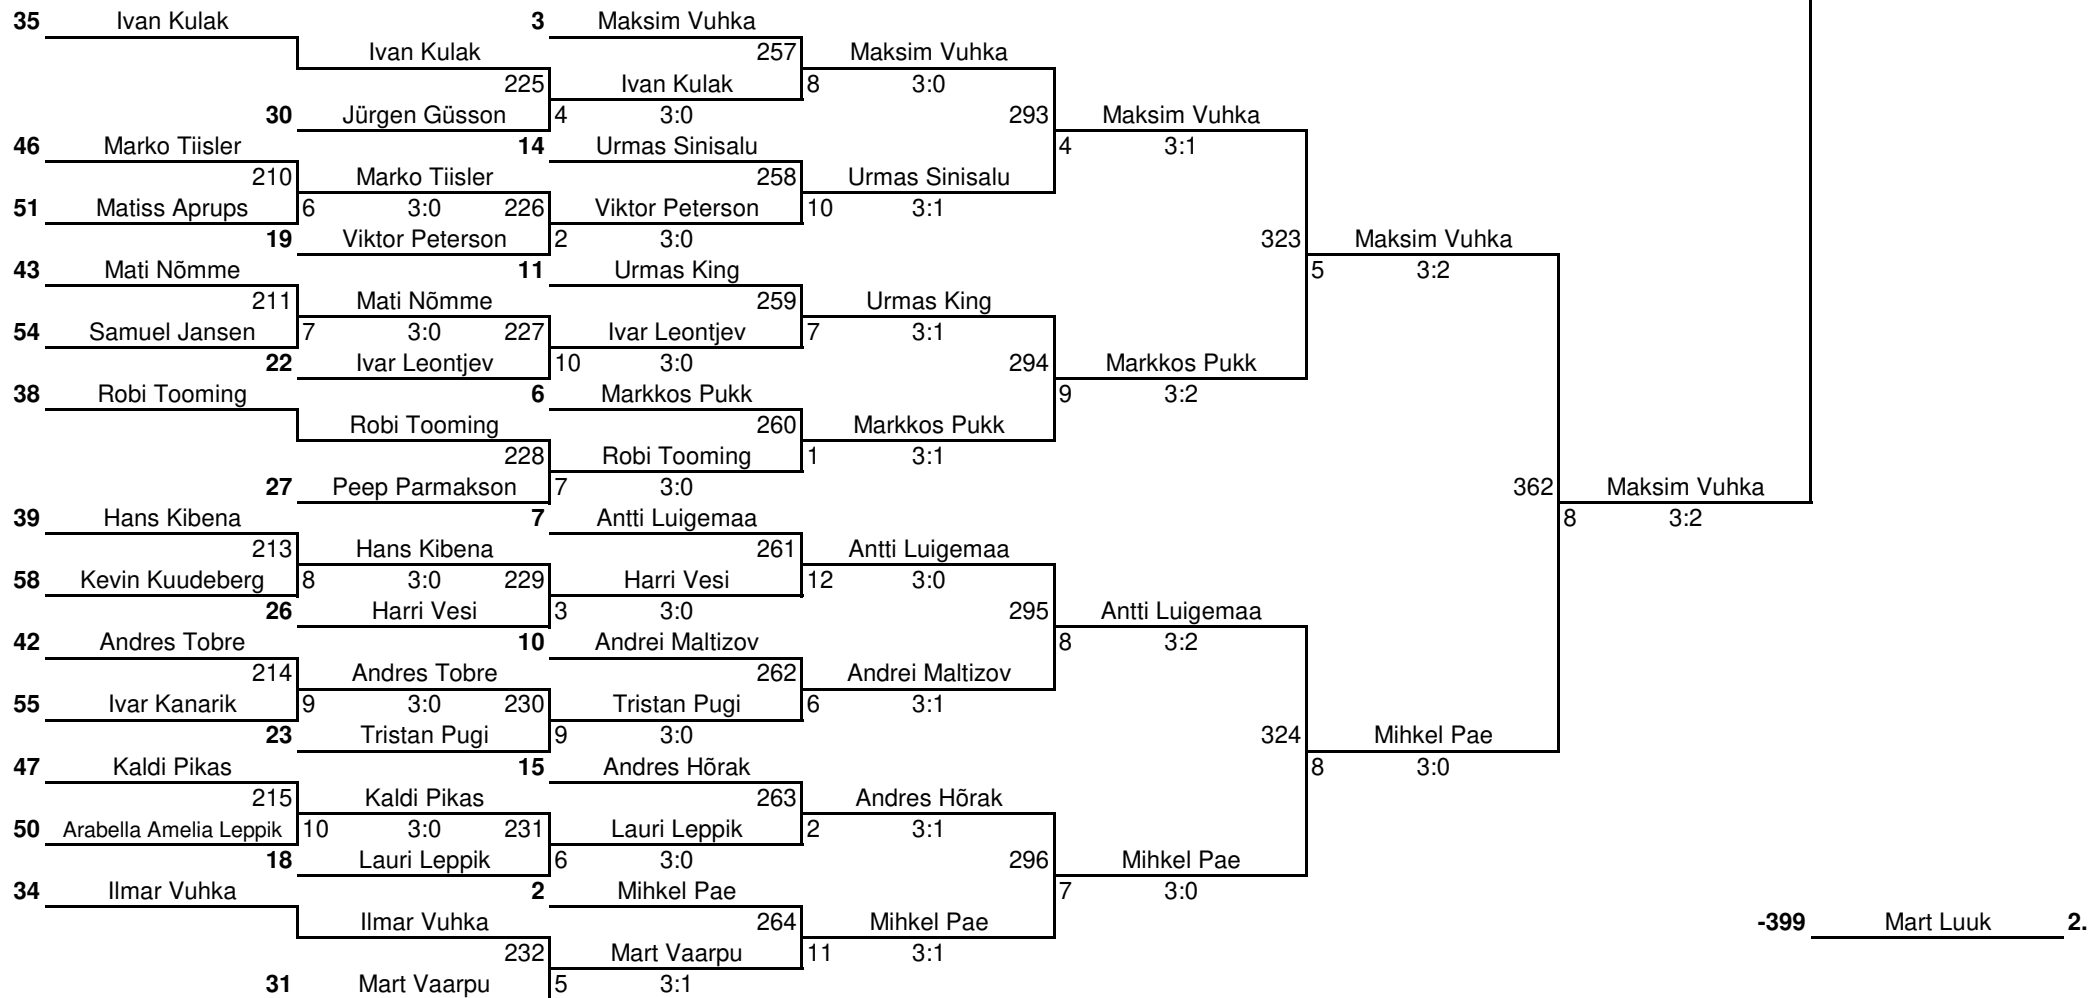 35 Ivan Kulak 3 Maksim Vuhka
Ivan Kulak 257 Maksim Vuhka
225 Ivan Kulak 8 3:0
30 Jürgen Güsson 4 3:0 293 Maksim Vuhka
46 Marko Tiisler 14 Urmas Sinisalu 4 3:1
210 Marko Tiisler 258 Urmas Sinisalu
51 Matiss Aprups 6 3:0 226 Viktor Peterson 10 3:1
19 Viktor Peterson 2 3:0 323 Maksim Vuhka
43 Mati Nõmme 11 Urmas King 5 3:2
211 Mati Nõmme 259 Urmas King
54 Samuel Jansen 7 3:0 227 Ivar Leontjev 7 3:1
22 Ivar Leontjev 10 3:0 294 Markkos Pukk
38 Robi Tooming 6 Markkos Pukk 9 3:2
Robi Tooming 260 Markkos Pukk
228 Robi Tooming 1 3:1
27 Peep Parmakson 7 3:0 362 Maksim Vuhka
39 Hans Kibena 7 Antti Luigemaa 8 3:2
213 Hans Kibena 261 Antti Luigemaa
58 Kevin Kuudeberg 8 3:0 229 Harri Vesi 12 3:0
26 Harri Vesi 3 3:0 295 Antti Luigemaa
42 Andres Tobre 10 Andrei Maltizov 8 3:2
214 Andres Tobre 262 Andrei Maltizov
55 Ivar Kanarik 9 3:0 230 Tristan Pugi 6 3:1
23 Tristan Pugi 9 3:0 324 Mihkel Pae
47 Kaldi Pikas 15 Andres Hõrak 8 3:0
215 Kaldi Pikas 263 Andres Hõrak
50 Arabella Amelia Leppik 10 3:0 231 Lauri Leppik 2 3:1
18 Lauri Leppik 6 3:0 296 Mihkel Pae
34 Ilmar Vuhka 2 Mihkel Pae 7 3:0
Ilmar Vuhka 264 Mihkel Pae -399 Mart Luuk 2.
232 Mart Vaarpu 11 3:1
31 Mart Vaarpu 5 3:1